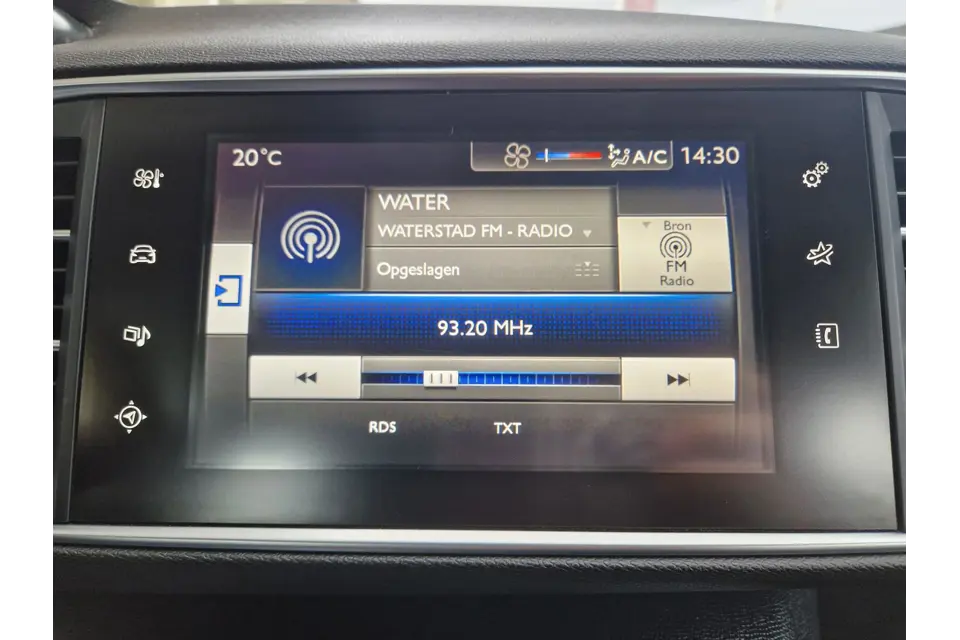 20°C
A/C
14:30
WATER
WATERSTAD FM - RADIO
Opgeslagen
Bron
FM
Radio
93.20 MHz
RDS
TXT